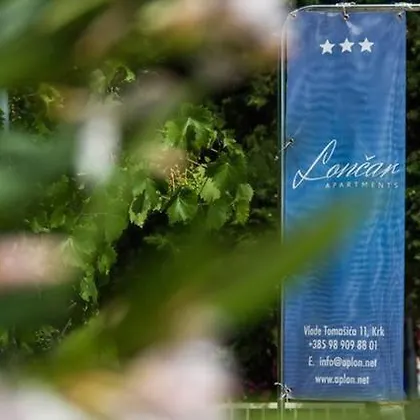 Lončar
APARTMENTS
Vlade Tomašića 11, Krk
+385 98 909 88 01
E. info@aplon.net
www.aplon.net